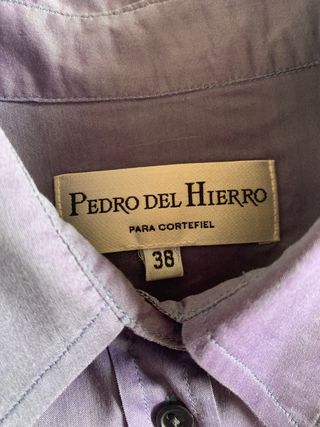 PEDRO DEL HIERRO
PARA CORTEFIEL
38